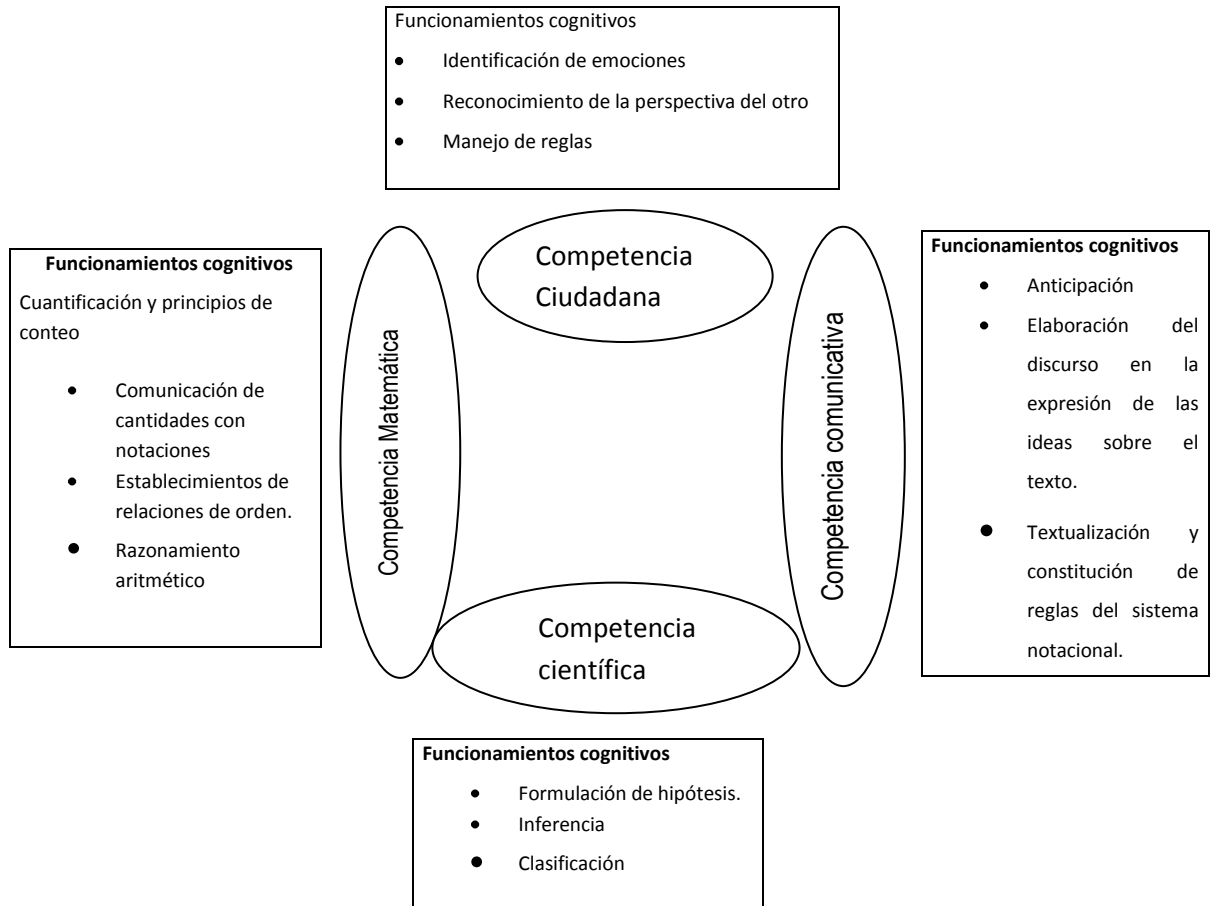 Funcionamientos cognitivos
• Identificación de emociones
• Reconocimiento de la perspectiva del otro
• Manejo de reglas
Competencia
Ciudadana
Funcionamientos cognitivos
Cuantificación y principios de
conteo
• Comunicación de
cantidades con
notaciones
• Establecimientos de
relaciones de orden.
• Razonamiento
aritmético
Competencia Matemática
Competencia comunicativa
Funcionamientos cognitivos
• Anticipación
• Elaboración del
discurso en la
expresión de las
ideas sobre el
texto.
• Textualización y
constitución de
reglas del sistema
notacional.
Competencia
científica
Funcionamientos cognitivos
• Formulación de hipótesis.
• Inferencia
• Clasificación